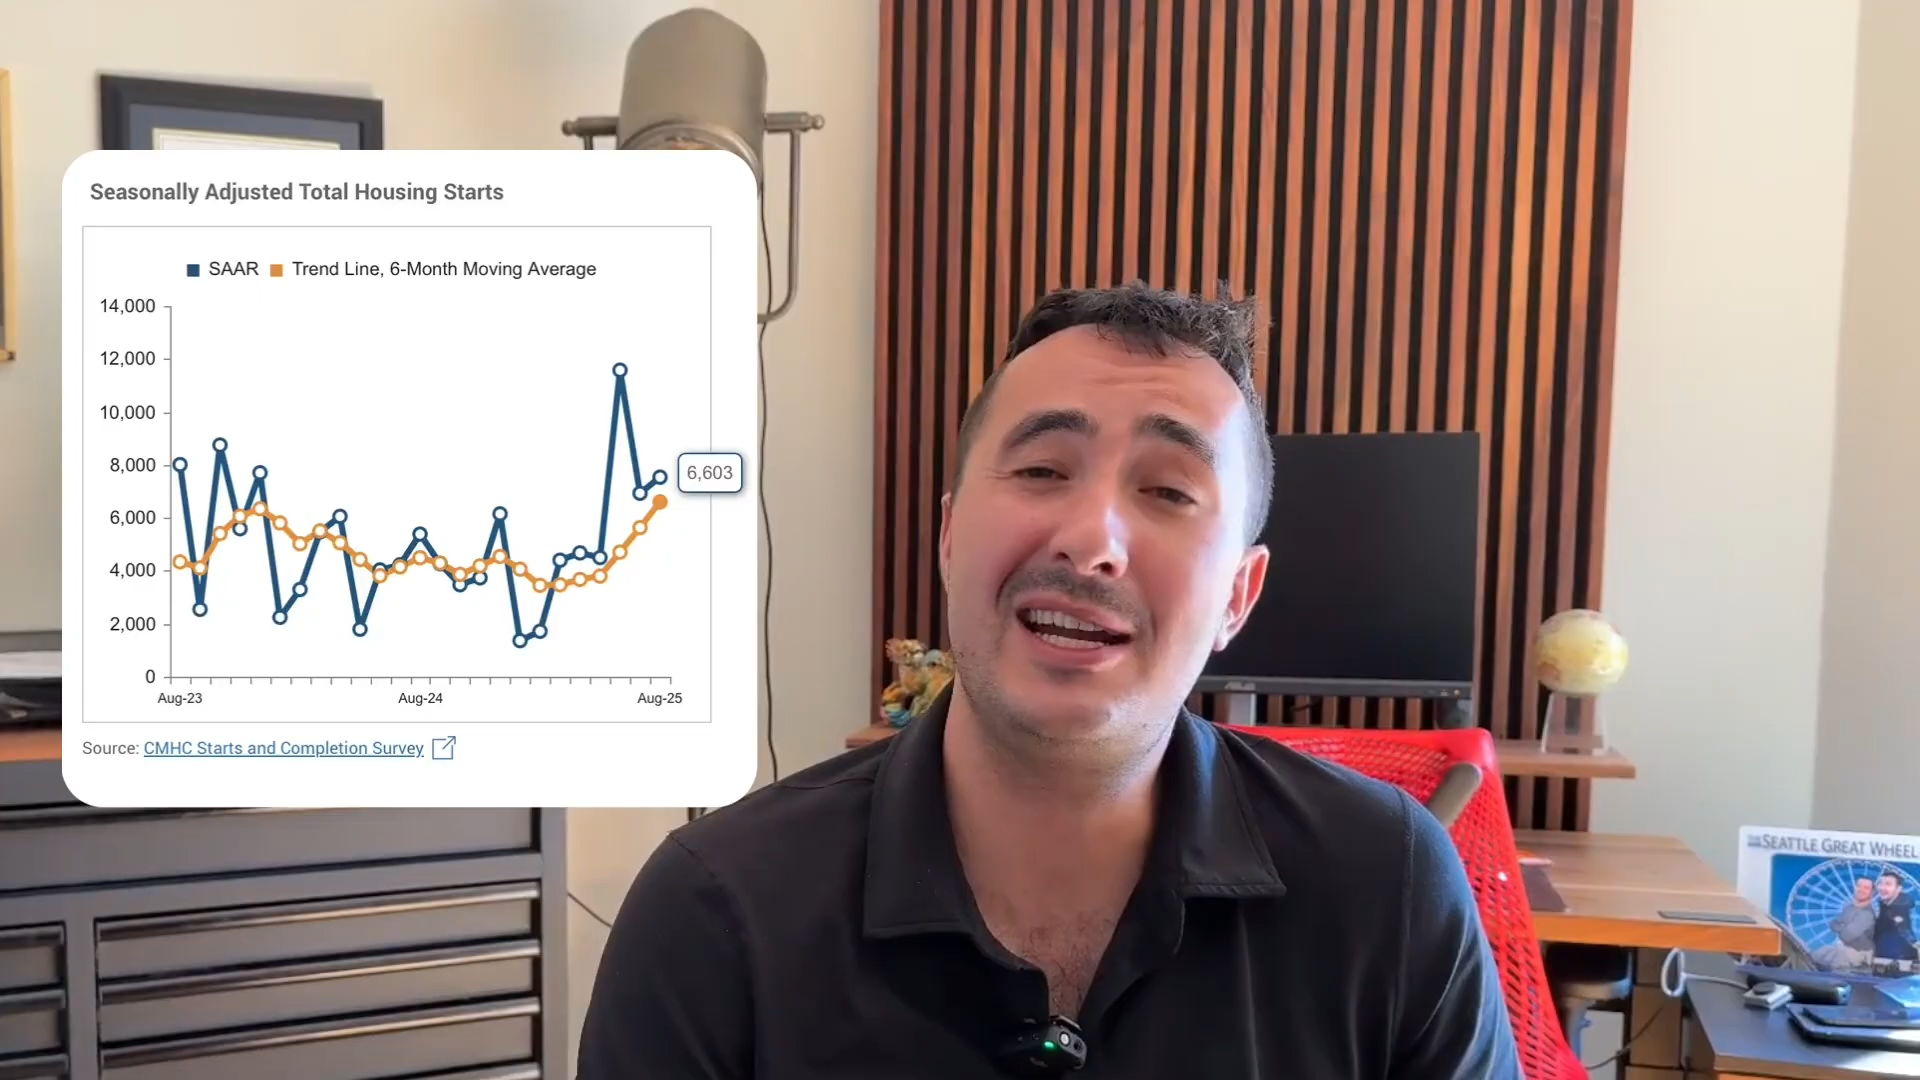 Seasonally Adjusted Total Housing Starts
SAAR Trend Line, 6-Month Moving Average
14,000
12,000
10,000
8,000
6,603
6,000
4,000
2,000
0
Aug-23 Aug-24 Aug-25
Source: CMHC Starts and Completion Survey
SEATTLE GREAT WHEEL